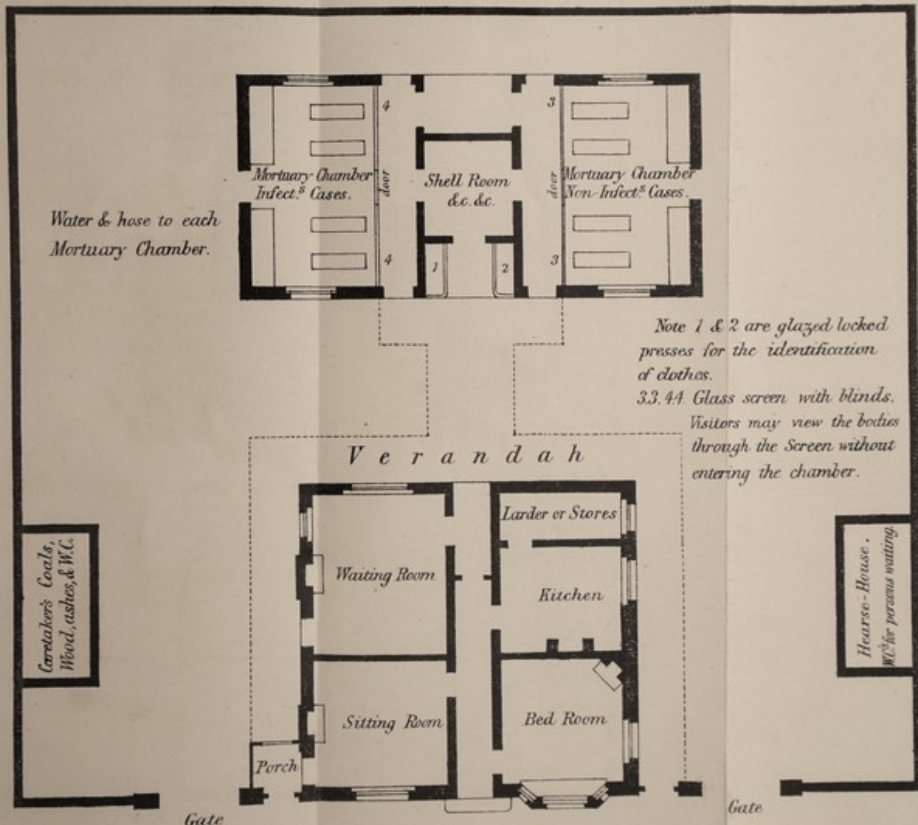 4
3
Mortuary Chamber
Infect.s Cases.
door
Shell Room
&c. &c.
door
Mortuary Chamber
Non-Infect.s Cases.
Water & hose to each
Mortuary Chamber.
4
1
2
3
Note 1 & 2 are glazed locked
presses for the identification
of clothes.
3.3.4.4. Glass screen with blinds.
Visitors may view the bodies
through the Screen without
entering the chamber.
Verandah
Larder or Stores
Waiting Room
Kitchen
Caretaker's Coals,
Wood, ashes, & W.C.
Hearse-House,
W.C.s for persons waiting.
Sitting Room
Bed Room
Porch
Gate
Gate